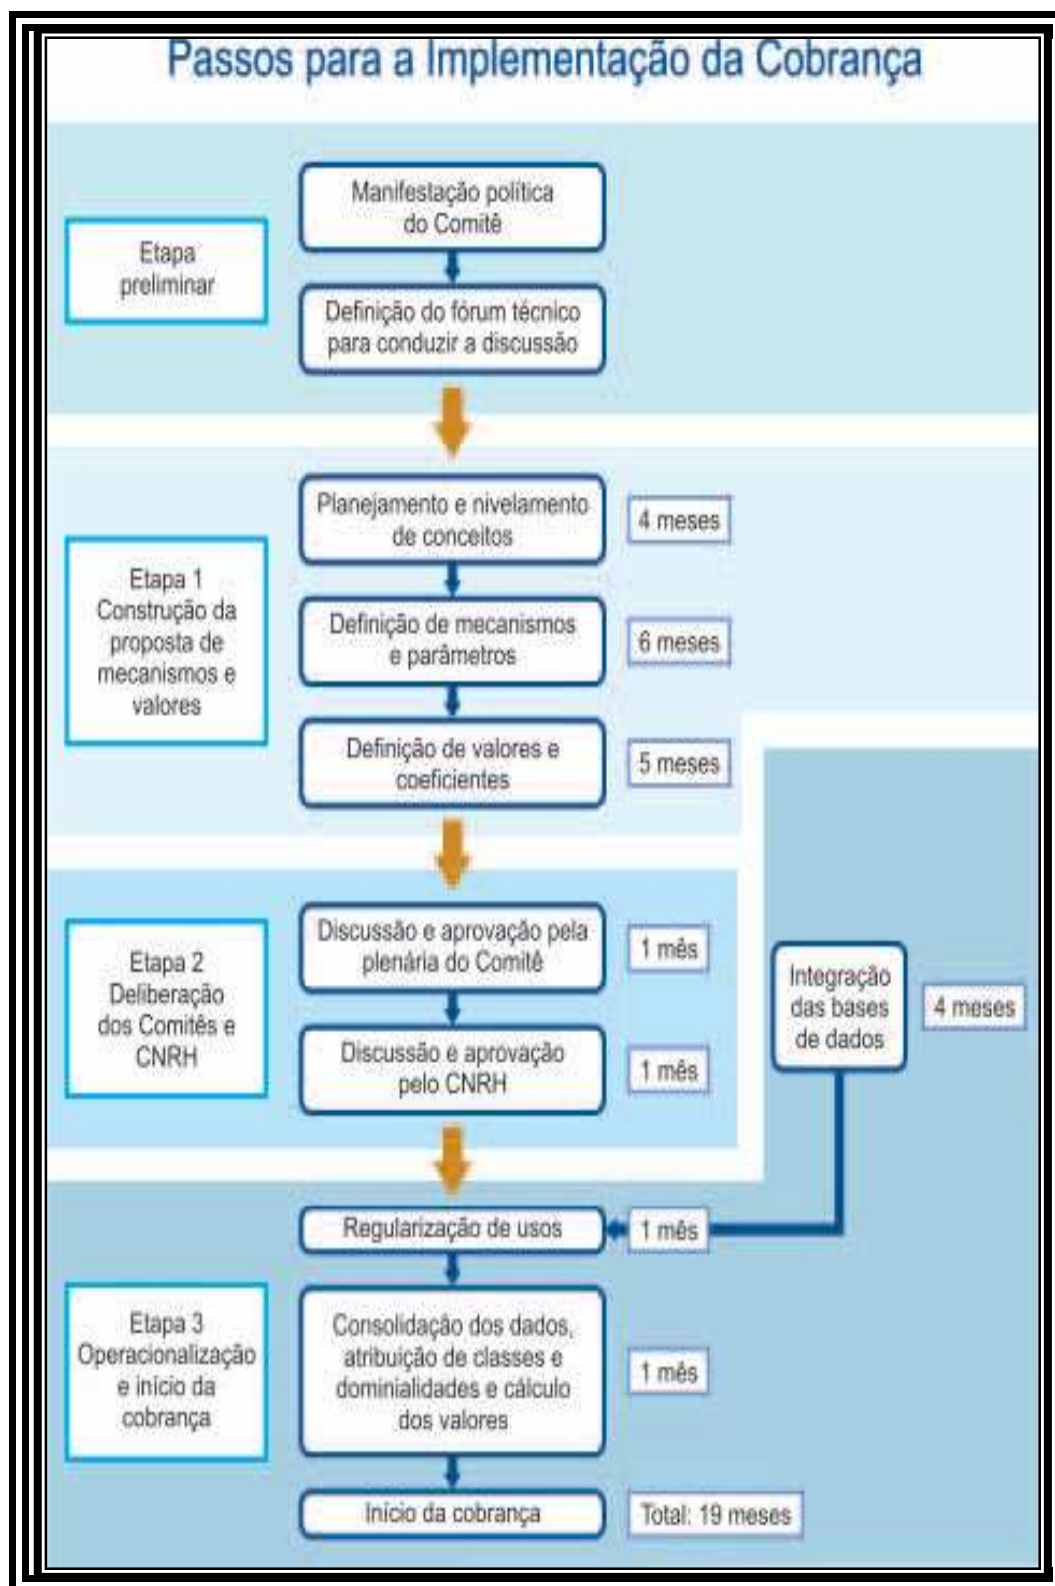 Passos para a Implementação da Cobrança
Etapa
preliminar
Manifestação política
do Comitê
Definição do fórum técnico
para conduzir a discussão
Etapa 1
Construção da
proposta de
mecanismos e
valores
Planejamento e nivelamento
de conceitos
4 meses
Definição de mecanismos
e parâmetros
6 meses
Definição de valores e
coeficientes
5 meses
Etapa 2
Deliberação
dos Comitês e
CNRH
Discussão e aprovação pela
plenária do Comitê
1 mês
Discussão e aprovação
pelo CNRH
1 mês
Integração
das bases
de dados
4 meses
Etapa 3
Operacionalização
e início da
cobrança
Regularização de usos
1 mês
Consolidação dos dados,
atribuição de classes e
dominialidades e cálculo
dos valores
1 mês
Início da cobrança
Total: 19 meses